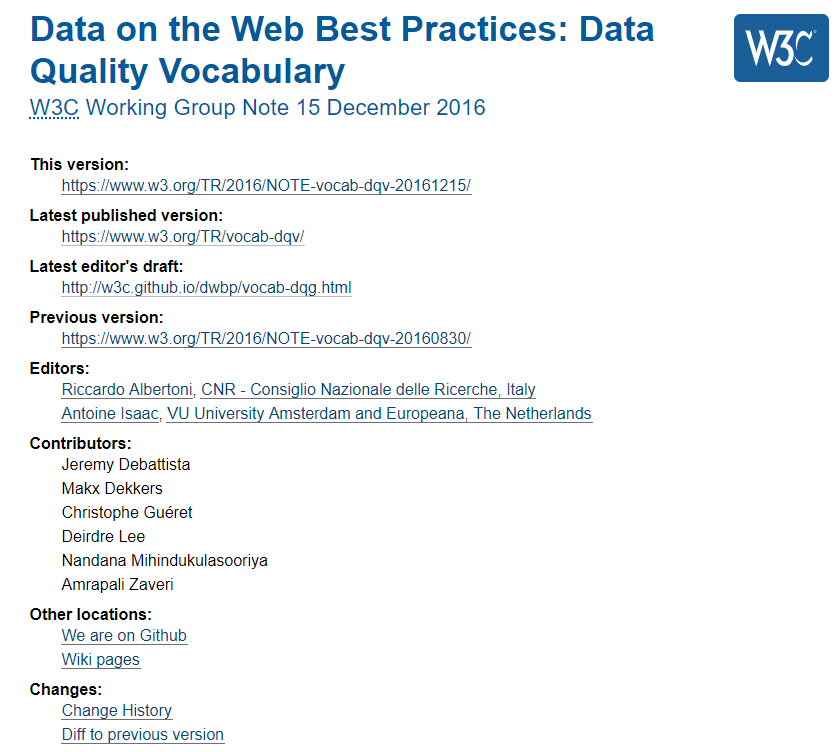 Data on the Web Best Practices: Data
Quality Vocabulary
W3C
W3C Working Group Note 15 December 2016
This version:
https://www.w3.org/TR/2016/NOTE-vocab-dqv-20161215/
Latest published version:
https://www.w3.org/TR/vocab-dqv/
Latest editor's draft:
http://w3c.github.io/dwbp/vocab-dqg.html
Previous version:
https://www.w3.org/TR/2016/NOTE-vocab-dqv-20160830/
Editors:
Riccardo Albertoni, CNR - Consiglio Nazionale delle Ricerche, Italy
Antoine Isaac, VU University Amsterdam and Europeana, The Netherlands
Contributors:
Jeremy Debattista
Makx Dekkers
Christophe Guéret
Deirdre Lee
Nandana Mihindukulasooriya
Amrapali Zaveri
Other locations:
We are on Github
Wiki pages
Changes:
Change History
Diff to previous version